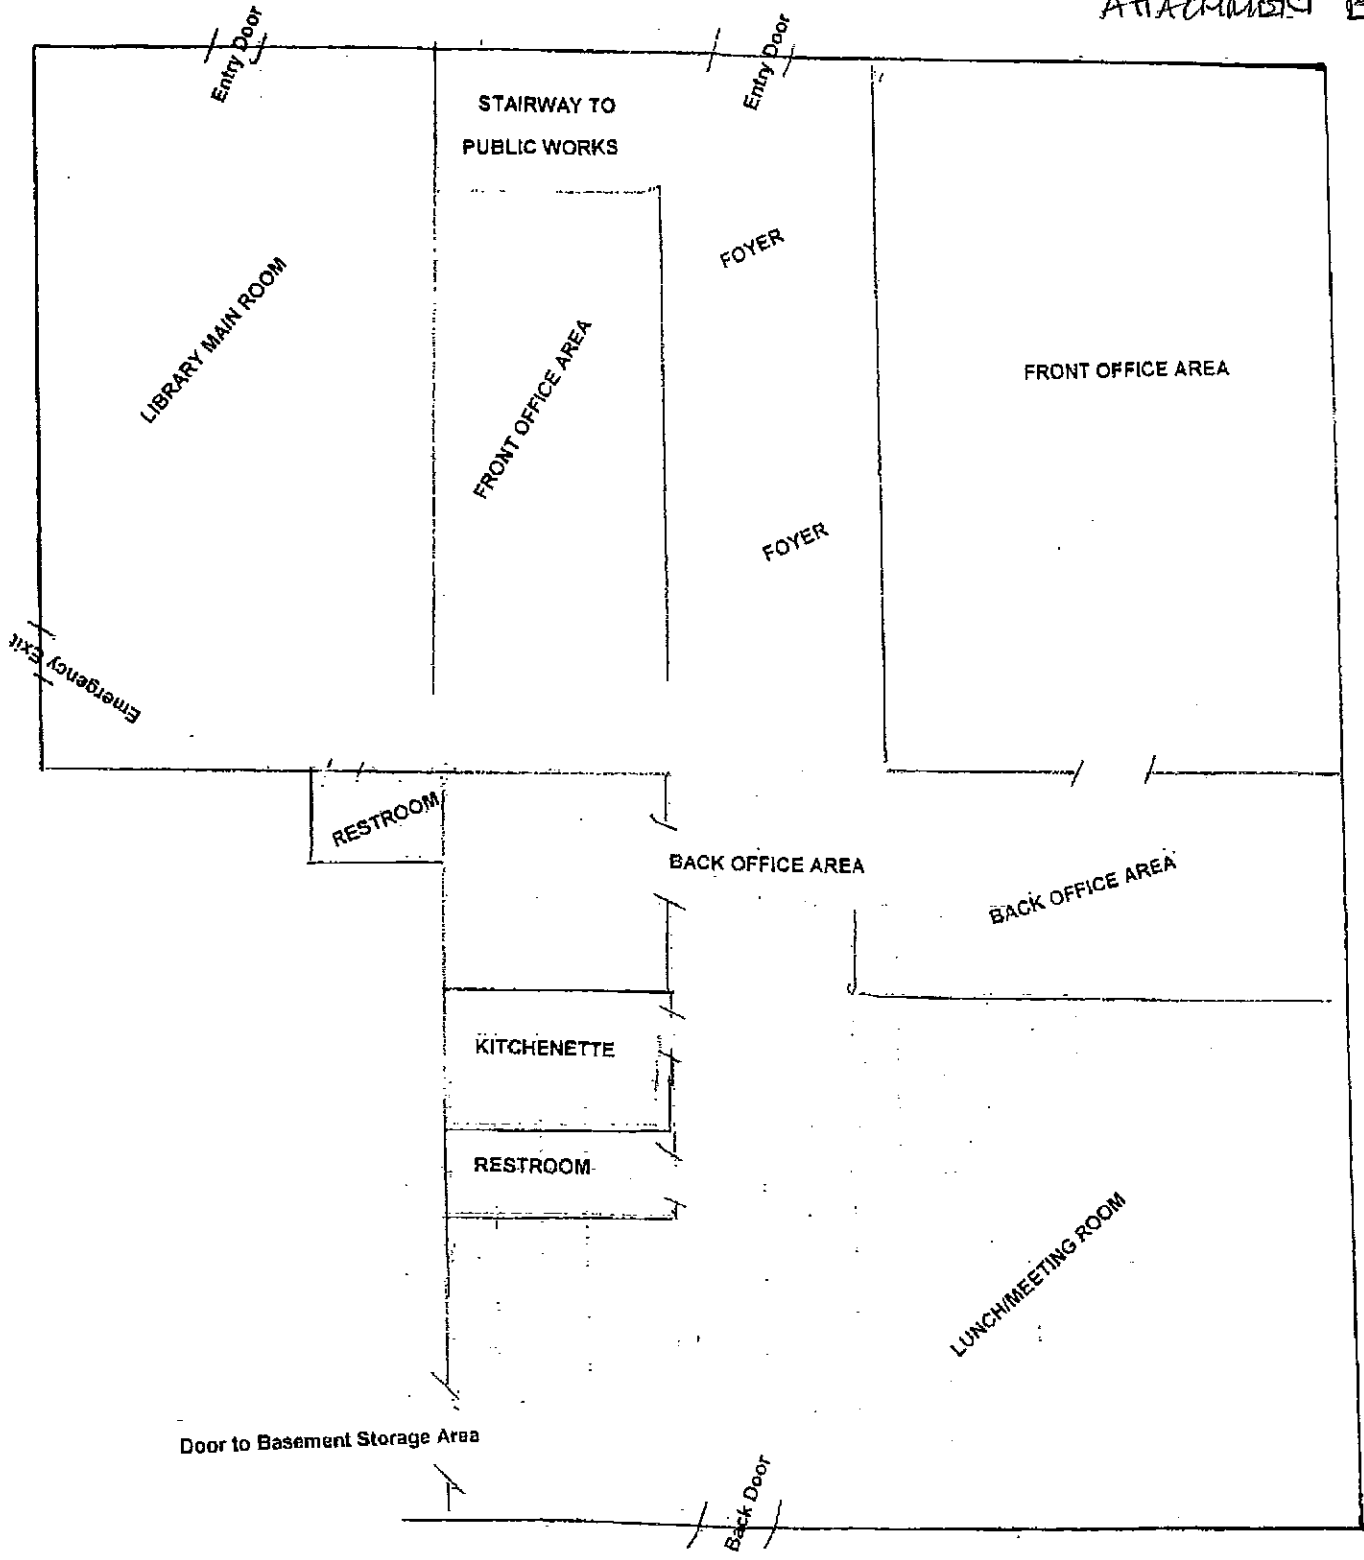 ATTACHMENT
Entry Door
Entry Door
STAIRWAY TO
PUBLIC WORKS
FOYER
LIBRARY MAIN ROOM
FRONT OFFICE AREA
FRONT OFFICE AREA
FOYER
Emergency Exit
RESTROOM
BACK OFFICE AREA
BACK OFFICE AREA
KITCHENETTE
RESTROOM
LUNCH/MEETING ROOM
Door to Basement Storage Area
Back Door